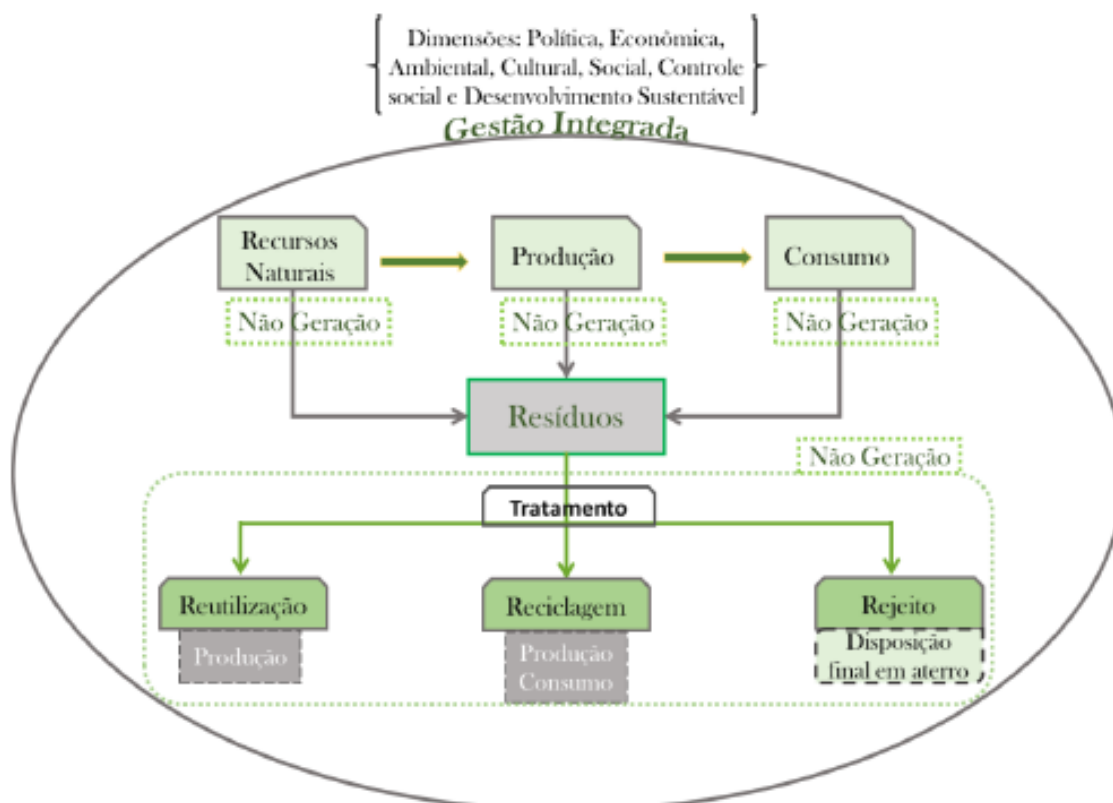 Dimensões: Política, Econômica,
Ambiental, Cultural, Social, Controle
social e Desenvolvimento Sustentável
Gestão Integrada
Recursos
Naturais
Produção
Consumo
Não Geração
Não Geração
Não Geração
Resíduos
Não Geração
Tratamento
Reutilização
Produção
Reciclagem
Produção
Consumo
Rejeito
Disposição
final em aterro